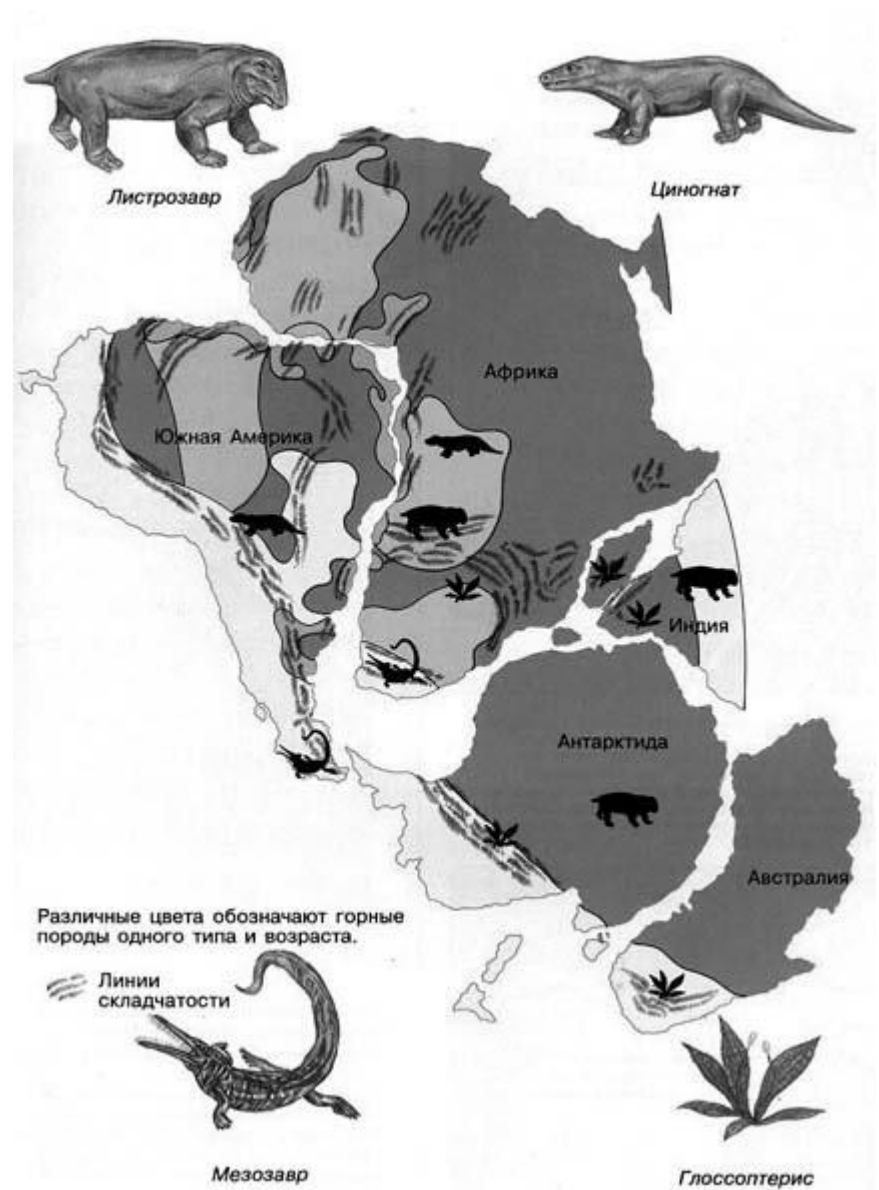 Листрозавр
Циногнат
Африка
Южная Америка
Индия
Антарктида
Австралия
Различные цвета обозначают горные
породы одного типа и возраста.
Линии
складчатости
Мезозавр
Глоссоптерис